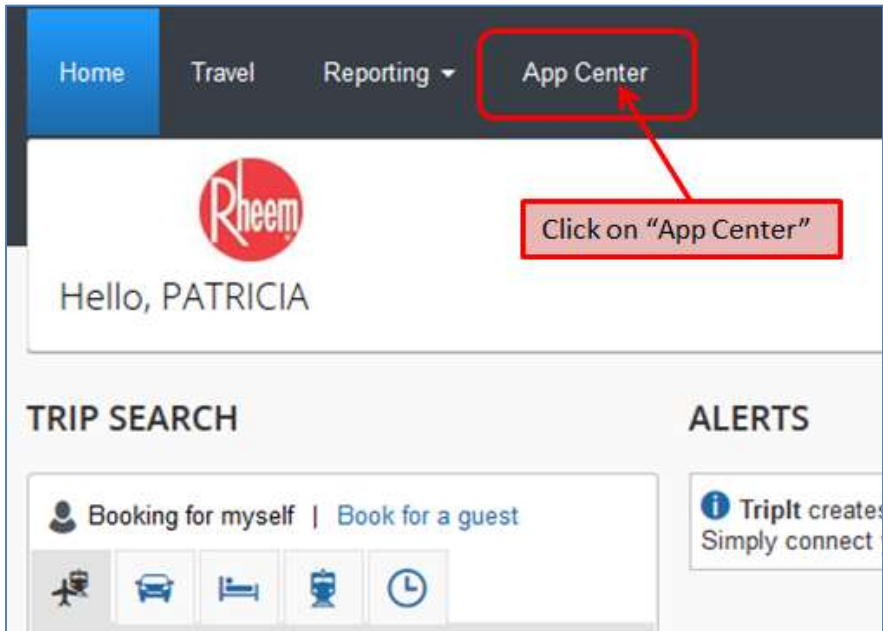 Home Travel Reporting App Center
Rheem
Click on “App Center”
Hello, PATRICIA
TRIP SEARCH
ALERTS
Booking for myself | Book for a guest
TripIt creates
Simply connect